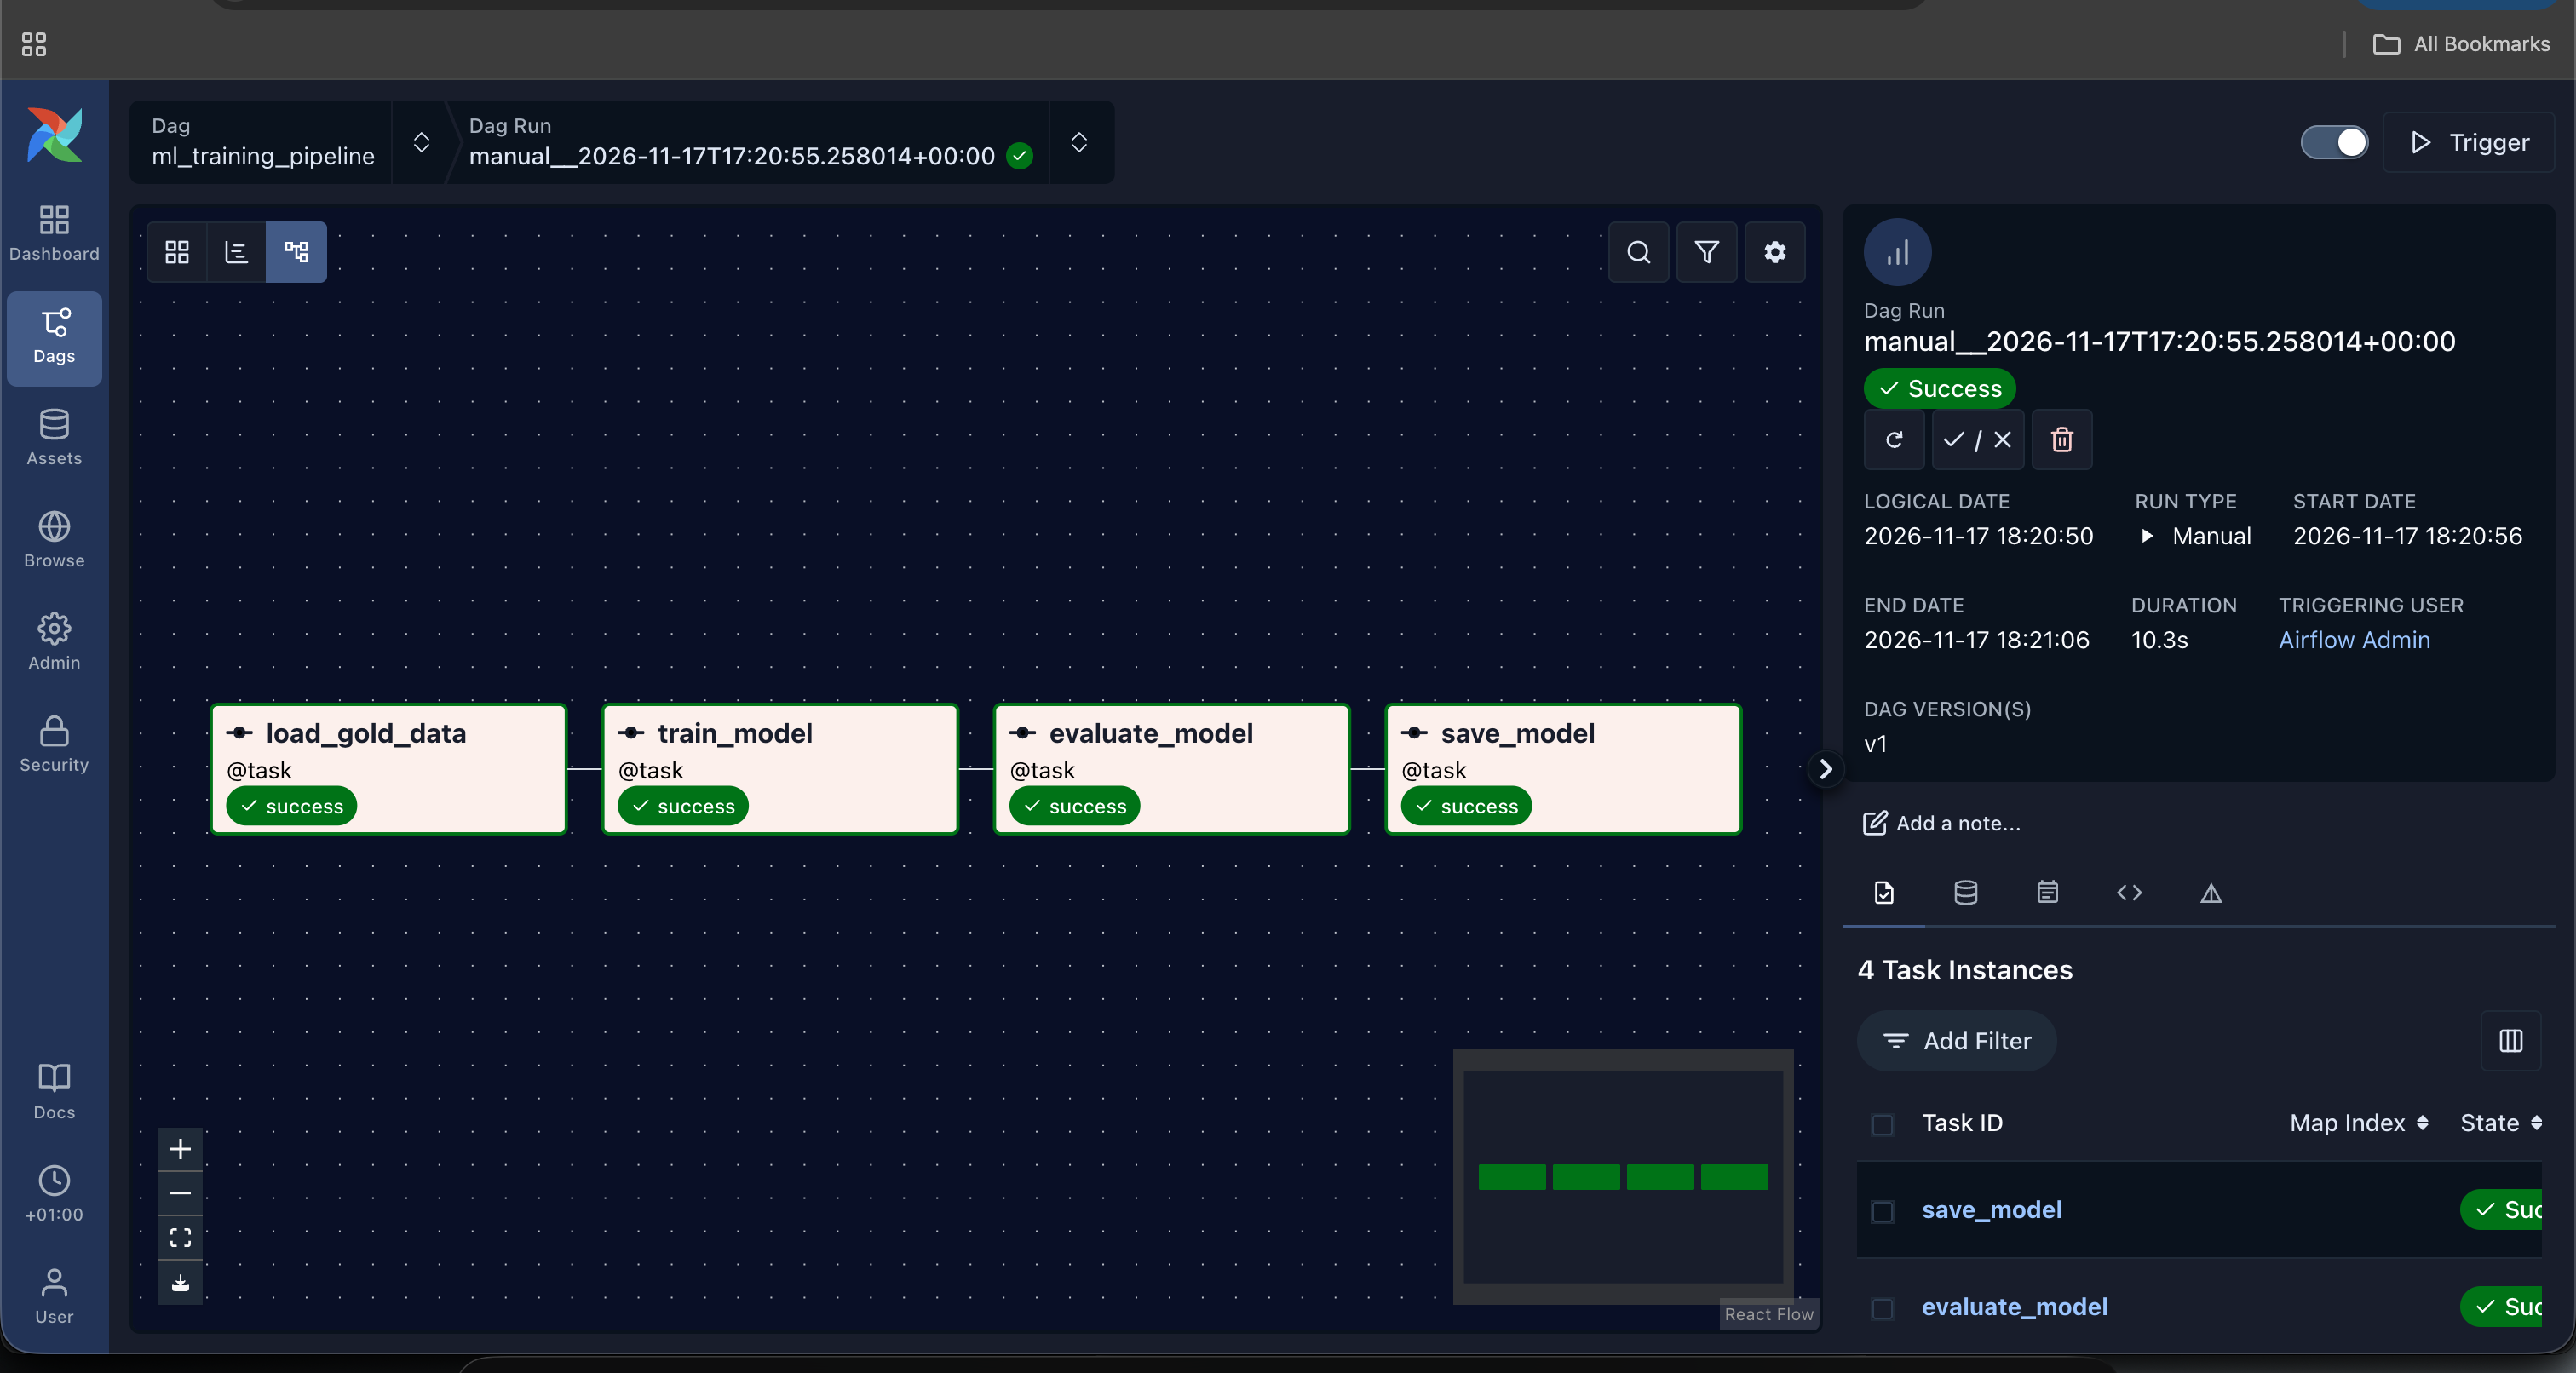 All Bookmarks
Dag
ml_training_pipeline
Dag Run
manual__2026-11-17T17:20:55.258014+00:00
Trigger
Dashboard
Dags
Assets
Browse
Admin
Security
Docs
+01:00
User
load_gold_data
@task
success
train_model
@task
success
evaluate_model
@task
success
save_model
@task
success
React Flow
Dag Run
manual__2026-11-17T17:20:55.258014+00:00
Success
/
LOGICAL DATE RUN TYPE START DATE
2026-11-17 18:20:50 Manual 2026-11-17 18:20:56
END DATE DURATION TRIGGERING USER
2026-11-17 18:21:06 10.3s Airflow Admin
DAG VERSION(S)
v1
Add a note...
4 Task Instances
Add Filter
Task ID Map Index State
save_model Suc
evaluate_model Suc